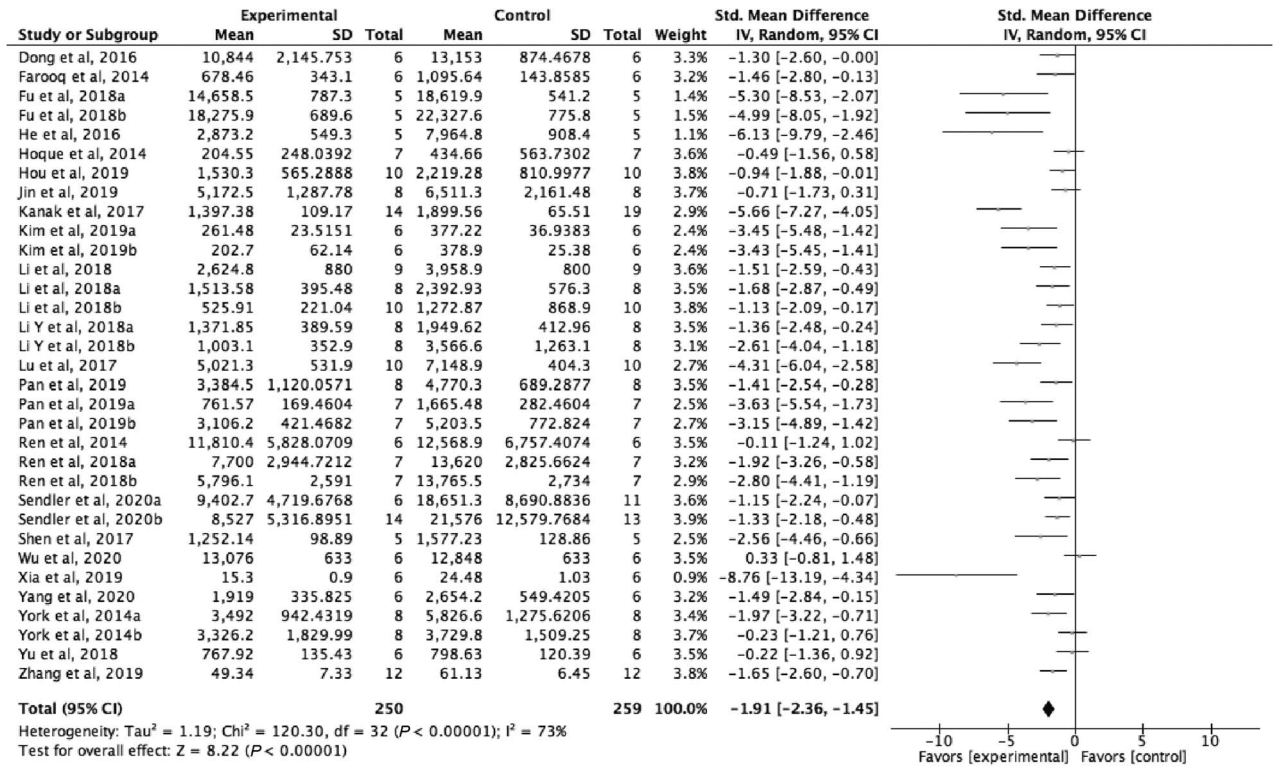 Experimental Control Std. Mean Difference Std. Mean Difference
Study or Subgroup Mean SD Total Mean SD Total Weight IV, Random, 95% CI IV, Random, 95% CI
Dong et al, 2016 10,844 2,145.753 6 13,153 874.4678 6 3.3% -1.30 [-2.60, -0.00]
Farooq et al, 2014 678.46 343.1 6 1,095.64 143.8585 6 3.2% -1.46 [-2.80, -0.13]
Fu et al, 2018a 14,658.5 787.3 5 18,619.9 541.2 5 1.4% -5.30 [-8.53, -2.07]
Fu et al, 2018b 18,275.9 689.6 5 22,327.6 775.8 5 1.5% -4.99 [-8.05, -1.92]
He et al, 2016 2,873.2 549.3 5 7,964.8 908.4 5 1.1% -6.13 [-9.79, -2.46]
Hoque et al, 2014 204.55 248.0392 7 434.66 563.7302 7 3.6% -0.49 [-1.56, 0.58]
Hou et al, 2019 1,530.3 565.2888 10 2,219.28 810.9977 10 3.8% -0.94 [-1.88, -0.01]
Jin et al, 2019 5,172.5 1,287.78 8 6,511.3 2,161.48 8 3.7% -0.71 [-1.73, 0.31]
Kanak et al, 2017 1,397.38 109.17 14 1,899.56 65.51 19 2.9% -5.66 [-7.27, -4.05]
Kim et al, 2019a 261.48 23.5151 6 377.22 36.9383 6 2.4% -3.45 [-5.48, -1.42]
Kim et al, 2019b 202.7 62.14 6 378.9 25.38 6 2.4% -3.43 [-5.45, -1.41]
Li et al, 2018 2,624.8 880 9 3,958.9 800 9 3.6% -1.51 [-2.59, -0.43]
Li et al, 2018a 1,513.58 395.48 8 2,392.93 576.3 8 3.4% -1.68 [-2.87, -0.49]
Li et al, 2018b 525.91 221.04 10 1,272.87 868.9 10 3.8% -1.13 [-2.09, -0.17]
Li Y et al, 2018a 1,371.85 389.59 8 1,949.62 412.96 8 3.5% -1.36 [-2.48, -0.24]
Li Y et al, 2018b 1,003.1 352.9 8 3,566.6 1,263.1 8 3.1% -2.61 [-4.04, -1.18]
Lu et al, 2017 5,021.3 531.9 10 7,148.9 404.3 10 2.7% -4.31 [-6.04, -2.58]
Pan et al, 2019 3,384.5 1,120.0571 8 4,770.3 689.2877 8 3.5% -1.41 [-2.54, -0.28]
Pan et al, 2019a 761.57 169.4604 7 1,665.48 282.4604 7 2.5% -3.63 [-5.54, -1.73]
Pan et al, 2019b 3,106.2 421.4682 7 5,203.5 772.824 7 2.7% -3.15 [-4.89, -1.42]
Ren et al, 2014 11,810.4 5,828.0709 6 12,568.9 6,757.4074 6 3.5% -0.11 [-1.24, 1.02]
Ren et al, 2018a 7,700 2,944.7212 7 13,620 2,825.6624 7 3.2% -1.92 [-3.26, -0.58]
Ren et al, 2018b 5,796.1 2,591 7 13,765.5 2,734 7 2.9% -2.80 [-4.41, -1.19]
Sendler et al, 2020a 9,402.7 4,719.6768 6 18,651.3 8,690.8836 11 3.6% -1.15 [-2.24, -0.07]
Sendler et al, 2020b 8,527 5,316.8951 14 21,576 12,579.7684 13 3.9% -1.33 [-2.18, -0.48]
Shen et al, 2017 1,252.14 98.89 5 1,577.23 128.86 5 2.5% -2.56 [-4.46, -0.66]
Wu et al, 2020 13,076 633 6 12,848 633 6 3.5% 0.33 [-0.81, 1.48]
Xia et al, 2019 15.3 0.9 6 24.48 1.03 6 0.9% -8.76 [-13.19, -4.34]
Yang et al, 2020 1,919 335.825 6 2,654.2 549.4205 6 3.2% -1.49 [-2.84, -0.15]
York et al, 2014a 3,492 942.4319 8 5,826.6 1,275.6206 8 3.3% -1.97 [-3.22, -0.71]
York et al, 2014b 3,326.2 1,829.99 8 3,729.8 1,509.25 8 3.7% -0.23 [-1.21, 0.76]
Yu et al, 2018 767.92 135.43 6 798.63 120.39 6 3.5% -0.22 [-1.36, 0.92]
Zhang et al, 2019 49.34 7.33 12 61.13 6.45 12 3.8% -1.65 [-2.60, -0.70]
Total (95% CI) 250 259 100.0% -1.91 [-2.36, -1.45]
Heterogeneity: Tau² = 1.19; Chi² = 120.30, df = 32 (P < 0.00001); I² = 73%
Test for overall effect: Z = 8.22 (P < 0.00001)
-10 -5 0 5 10
Favors [experimental] Favors [control]